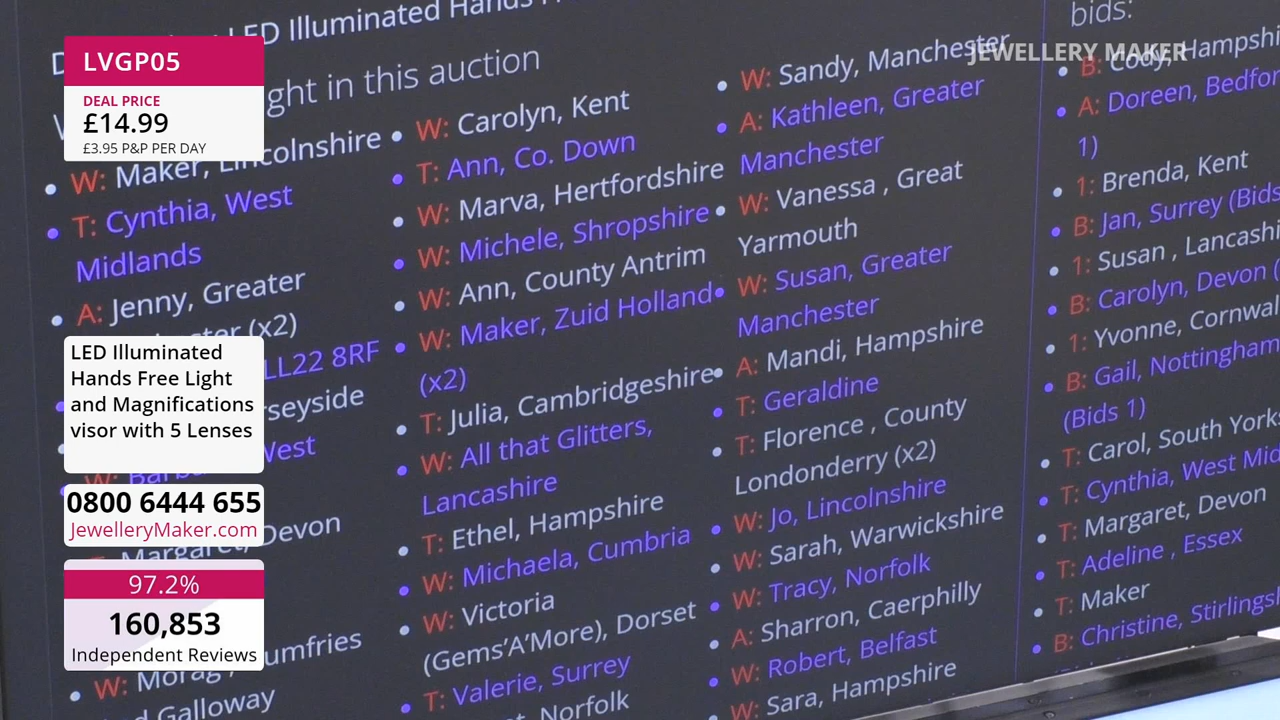 LED Illuminated Hands
ght in this auction
W: Maker, Lincolnshire
T: Cynthia, West
Midlands
A: Jenny, Greater
(x2)
LL22 8RF
rseyside
West
Margaret, Devon
W: Morag
umfries
Galloway
W: Carolyn, Kent
T: Ann, Co. Down
W: Marva, Hertfordshire
W: Michele, Shropshire
W: Ann, County Antrim
W: Maker, Zuid Holland
(x2)
T: Julia, Cambridgeshire
W: All that Glitters,
Lancashire
T: Ethel, Hampshire
W: Michaela, Cumbria
W: Victoria
(Gems'A'More), Dorset
T: Valerie, Surrey
Norfolk
W: Sandy, Manchester
A: Kathleen, Greater
Manchester
W: Vanessa , Great
Yarmouth
W: Susan, Greater
Manchester
A: Mandi, Hampshire
T: Geraldine
T: Florence , County
Londonderry (x2)
W: Jo, Lincolnshire
W: Sarah, Warwickshire
W: Tracy, Norfolk
A: Sharron, Caerphilly
W: Robert, Belfast
W: Sara, Hampshire
bids:
B: Cody, Hampshi
A: Doreen, Bedfor
1)
1: Brenda, Kent
B: Jan, Surrey (Bids
1: Susan , Lancashi
B: Carolyn, Devon (
1: Yvonne, Cornwal
B: Gail, Nottingham
(Bids 1)
T: Carol, South York
T: Cynthia, West Mid
T: Margaret, Devon
T: Adeline , Essex
T: Maker
B: Christine, Stirlings
JEWELLERY MAKER
LVGP05
DEAL PRICE
£14.99
£3.95 P&P PER DAY
LED Illuminated
Hands Free Light
and Magnifications
visor with 5 Lenses
0800 6444 655
JewelleryMaker.com
97.2%
160,853
Independent Reviews